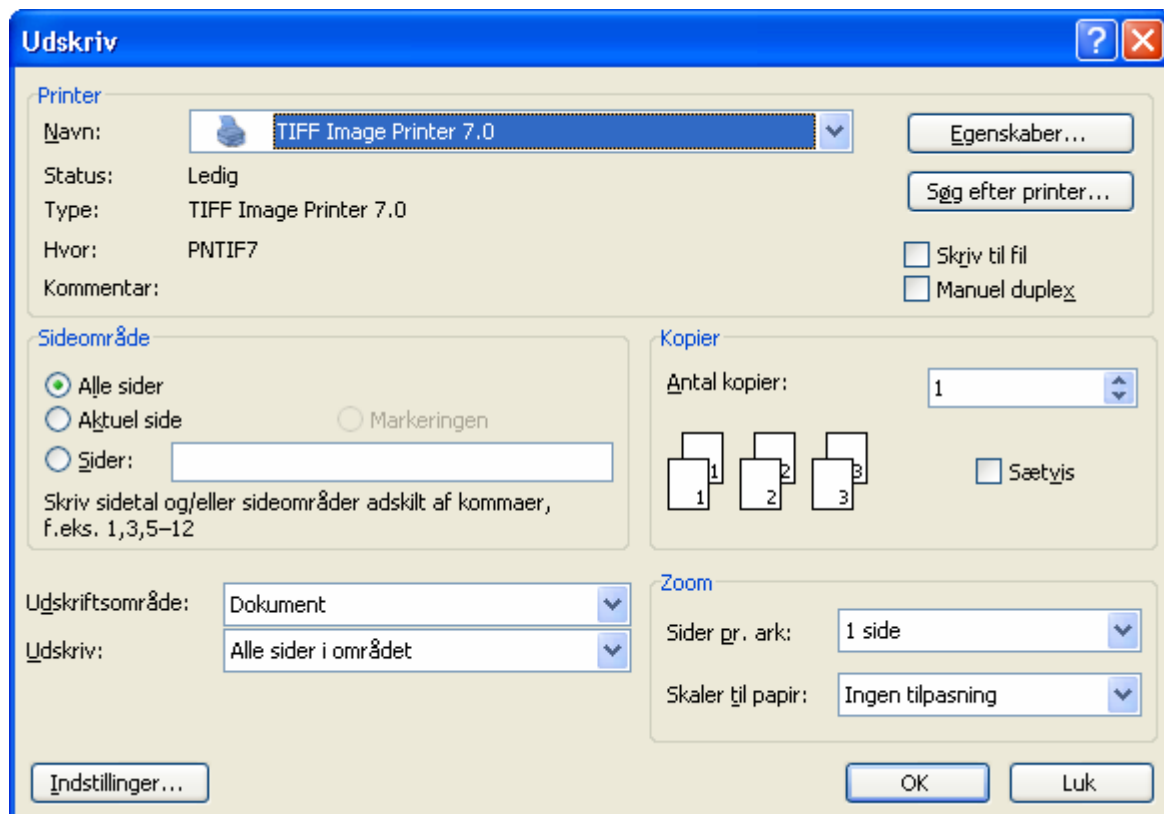 Udskriv
Printer
Navn:
TIFF Image Printer 7.0
Egenskaber...
Status:
Ledig
Søg efter printer...
Type:
TIFF Image Printer 7.0
Hvor:
PNTIF7
Skriv til fil
Kommentar:
Manuel duplex
Sideområde
Alle sider
Aktuel side
Markeringen
Sider:
Skriv sidetal og/eller sideområder adskilt af kommaer,
f.eks. 1,3,5–12
Kopier
Antal kopier:
1
1 2 3
1 2 3
Sætvis
Udskriftsområde:
Dokument
Udskriv:
Alle sider i området
Zoom
Sider pr. ark:
1 side
Skaler til papir:
Ingen tilpasning
Indstillinger...
OK
Luk